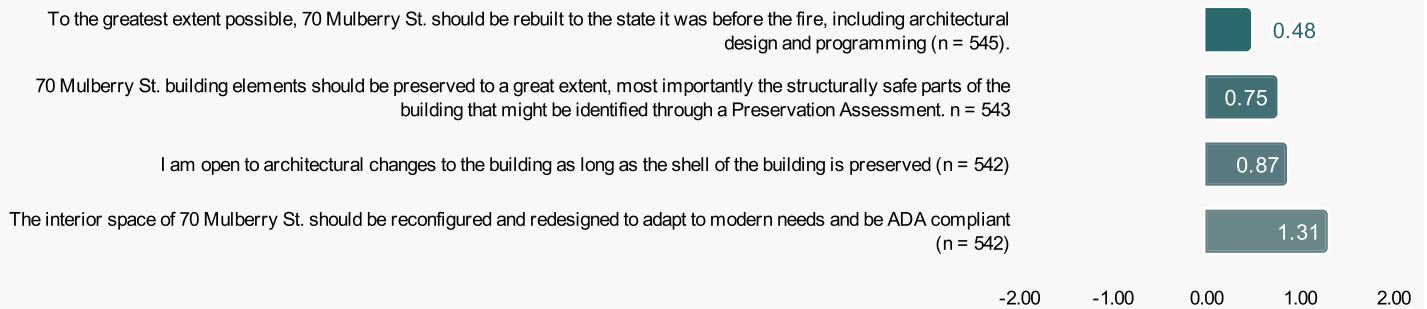 To the greatest extent possible, 70 Mulberry St. should be rebuilt to the state it was before the fire, including architectural
design and programming (n = 545).
0.48
70 Mulberry St. building elements should be preserved to a great extent, most importantly the structurally safe parts of the
building that might be identified through a Preservation Assessment. n = 543
0.75
I am open to architectural changes to the building as long as the shell of the building is preserved (n = 542)
0.87
The interior space of 70 Mulberry St. should be reconfigured and redesigned to adapt to modern needs and be ADA compliant
(n = 542)
1.31
-2.00 -1.00 0.00 1.00 2.00